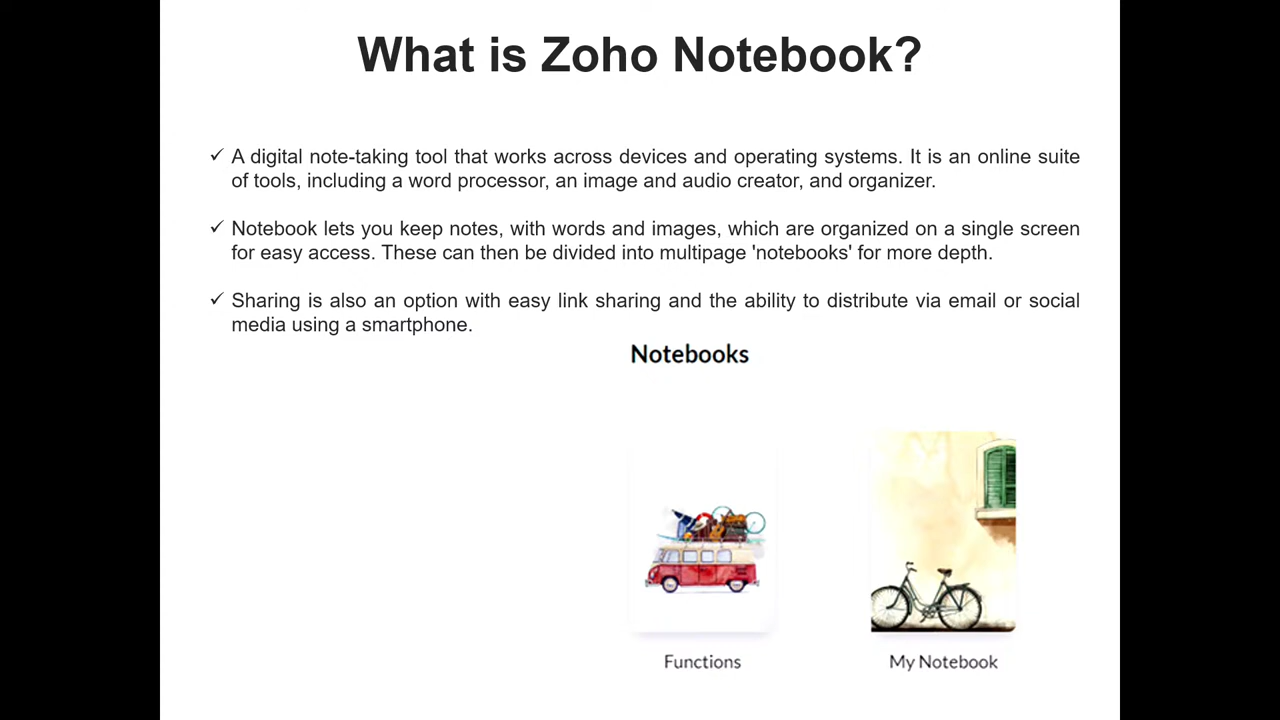 What is Zoho Notebook?
✓ A digital note-taking tool that works across devices and operating systems. It is an online suite
of tools, including a word processor, an image and audio creator, and organizer.
✓ Notebook lets you keep notes, with words and images, which are organized on a single screen
for easy access. These can then be divided into multipage 'notebooks' for more depth.
✓ Sharing is also an option with easy link sharing and the ability to distribute via email or social
media using a smartphone.
Notebooks
Functions
My Notebook